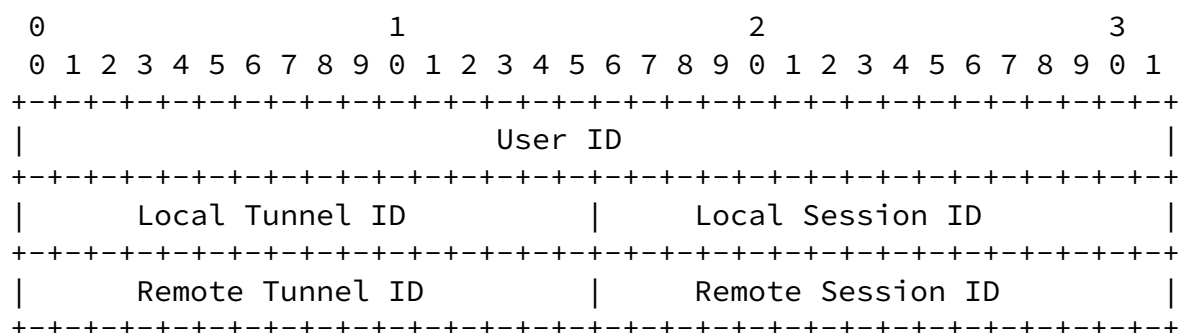 0                   1                   2                   3
 0 1 2 3 4 5 6 7 8 9 0 1 2 3 4 5 6 7 8 9 0 1 2 3 4 5 6 7 8 9 0 1
+-+-+-+-+-+-+-+-+-+-+-+-+-+-+-+-+-+-+-+-+-+-+-+-+-+-+-+-+-+-+-+-+
|                          User ID                              |
+-+-+-+-+-+-+-+-+-+-+-+-+-+-+-+-+-+-+-+-+-+-+-+-+-+-+-+-+-+-+-+-+
|      Local Tunnel ID          |     Local Session ID          |
+-+-+-+-+-+-+-+-+-+-+-+-+-+-+-+-+-+-+-+-+-+-+-+-+-+-+-+-+-+-+-+-+
|      Remote Tunnel ID         |     Remote Session ID         |
+-+-+-+-+-+-+-+-+-+-+-+-+-+-+-+-+-+-+-+-+-+-+-+-+-+-+-+-+-+-+-+-+